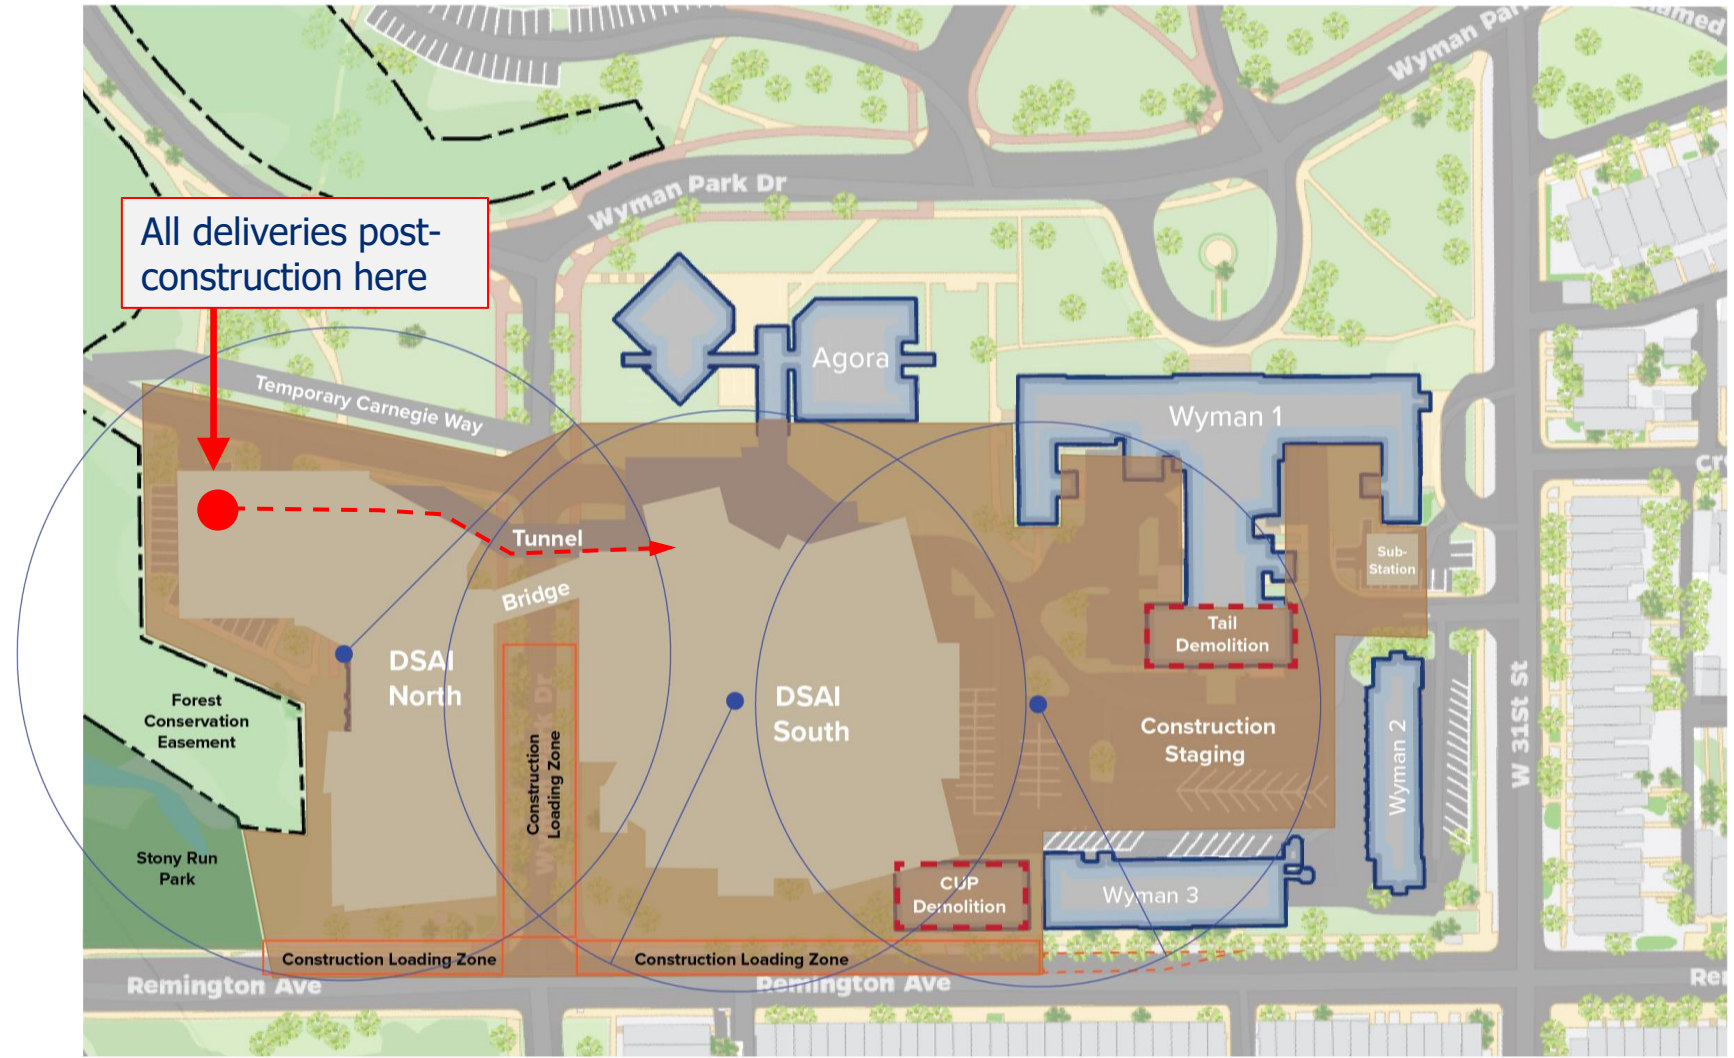 Wyman Park
All deliveries post-
construction here
Wyman Park Dr
Temporary Carnegie Way
Agora
Wyman 1
Tunnel
Bridge
Sub-
Station
Tail
Demolition
DSAI
North
DSAI
South
Forest
Conservation
Easement
Construction
Staging
Construction
Loading Zone
Wyman 2
W 31St St
Stony Run
Park
CUP
Demolition
Wyman 3
Construction Loading Zone
Construction Loading Zone
Remington Ave
Remington Ave